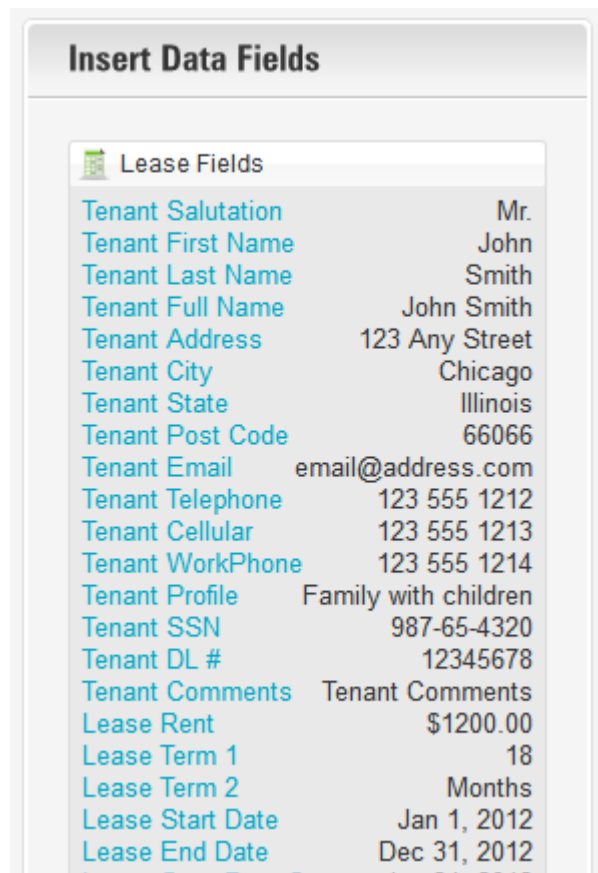 Insert Data Fields
Lease Fields
Tenant Salutation Mr.
Tenant First Name John
Tenant Last Name Smith
Tenant Full Name John Smith
Tenant Address 123 Any Street
Tenant City Chicago
Tenant State Illinois
Tenant Post Code 66066
Tenant Email email@address.com
Tenant Telephone 123 555 1212
Tenant Cellular 123 555 1213
Tenant WorkPhone 123 555 1214
Tenant Profile Family with children
Tenant SSN 987-65-4320
Tenant DL # 12345678
Tenant Comments Tenant Comments
Lease Rent $1200.00
Lease Term 1 18
Lease Term 2 Months
Lease Start Date Jan 1, 2012
Lease End Date Dec 31, 2012